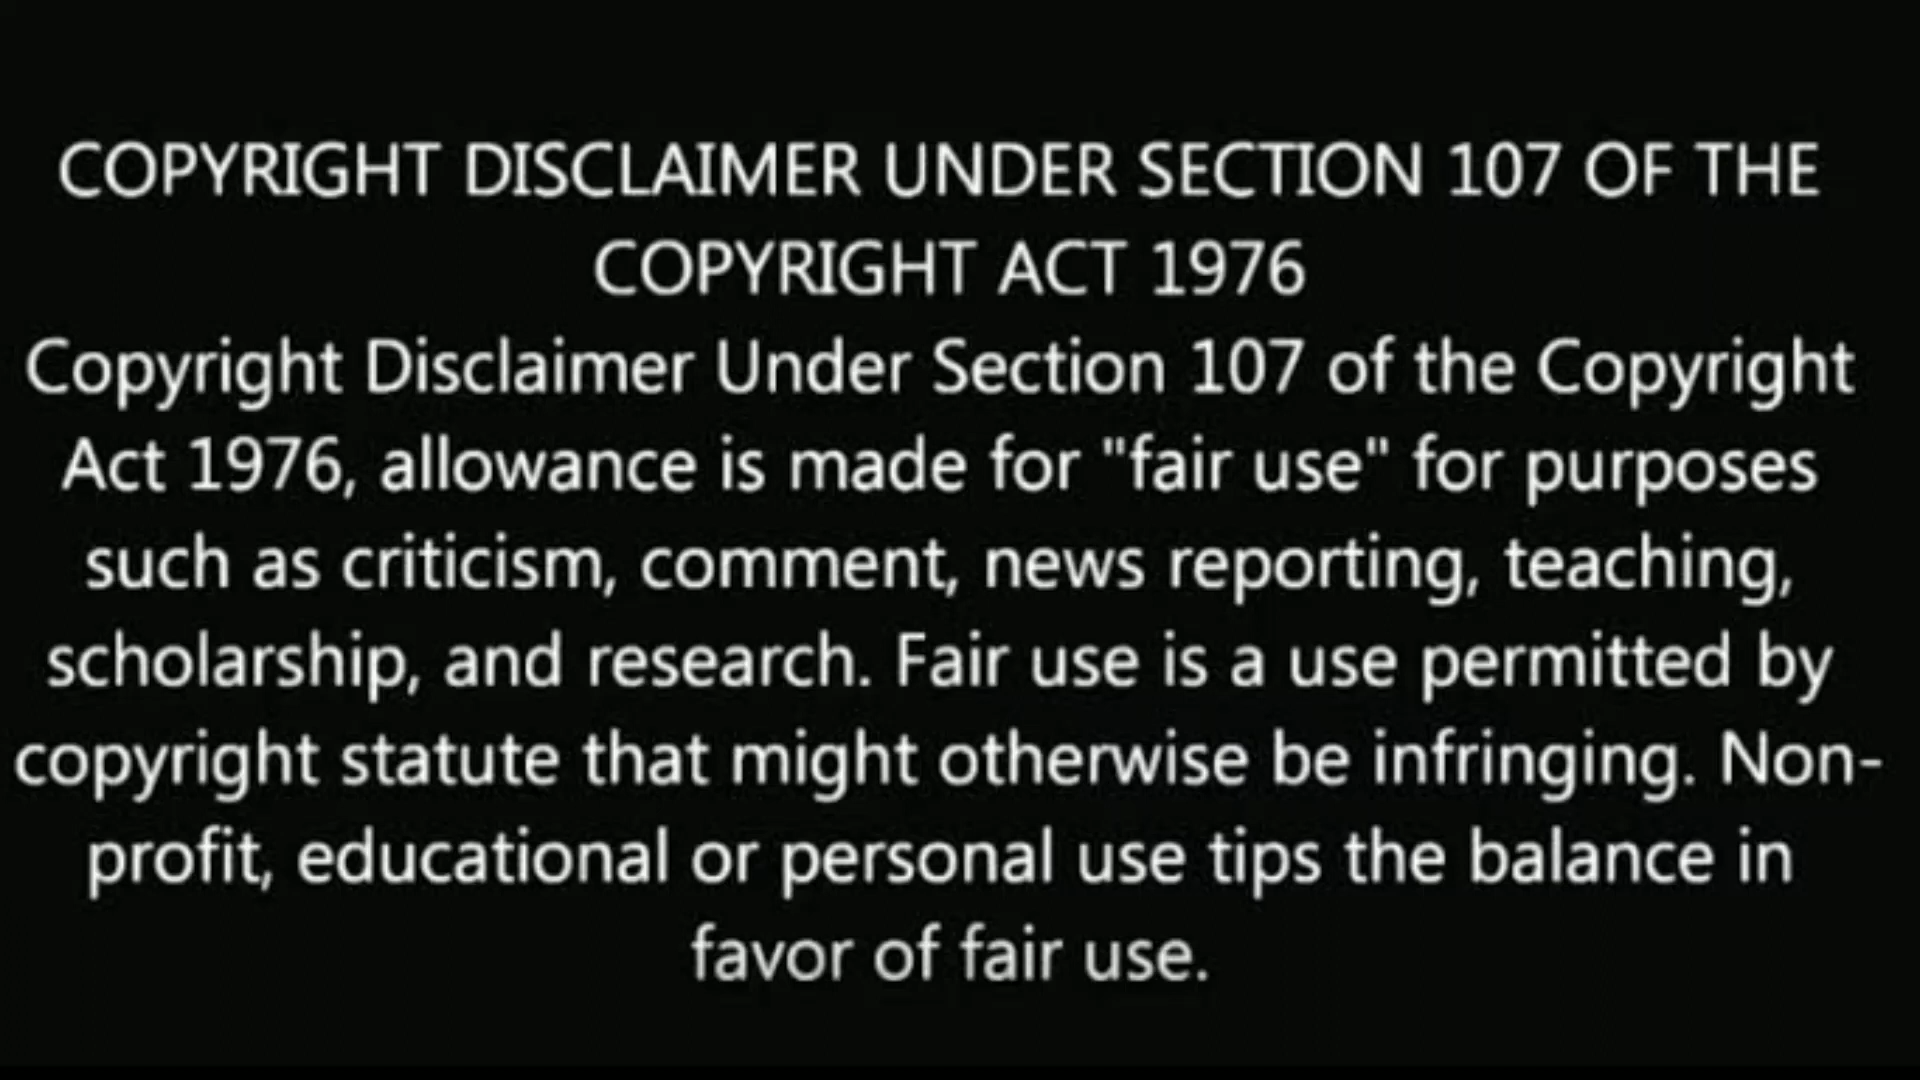 COPYRIGHT DISCLAIMER UNDER SECTION 107 OF THE
COPYRIGHT ACT 1976
Copyright Disclaimer Under Section 107 of the Copyright
Act 1976, allowance is made for "fair use" for purposes
such as criticism, comment, news reporting, teaching,
scholarship, and research. Fair use is a use permitted by
copyright statute that might otherwise be infringing. Non-
profit, educational or personal use tips the balance in
favor of fair use.